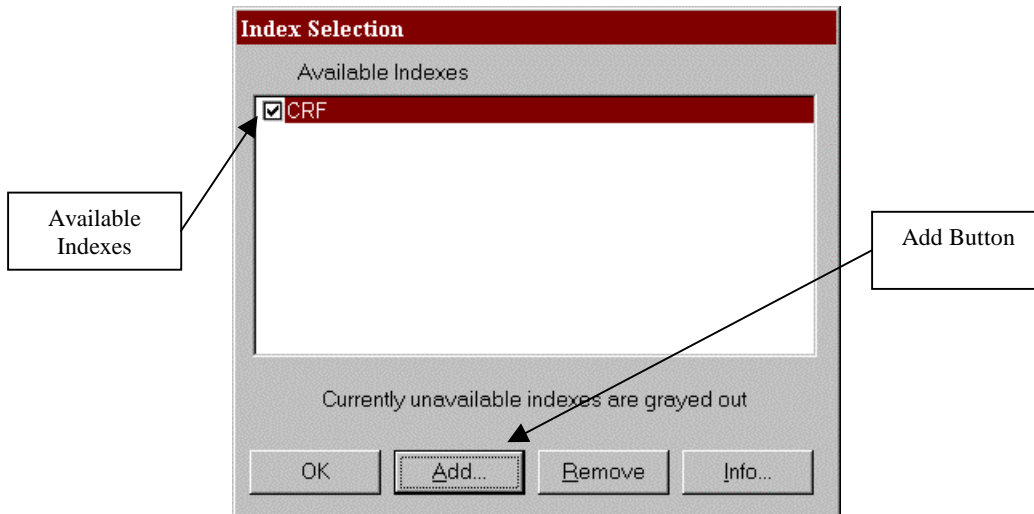 Index Selection
Available Indexes
CRF
Available
Indexes
Add Button
Currently unavailable indexes are grayed out
OK
Add...
Remove
Info...